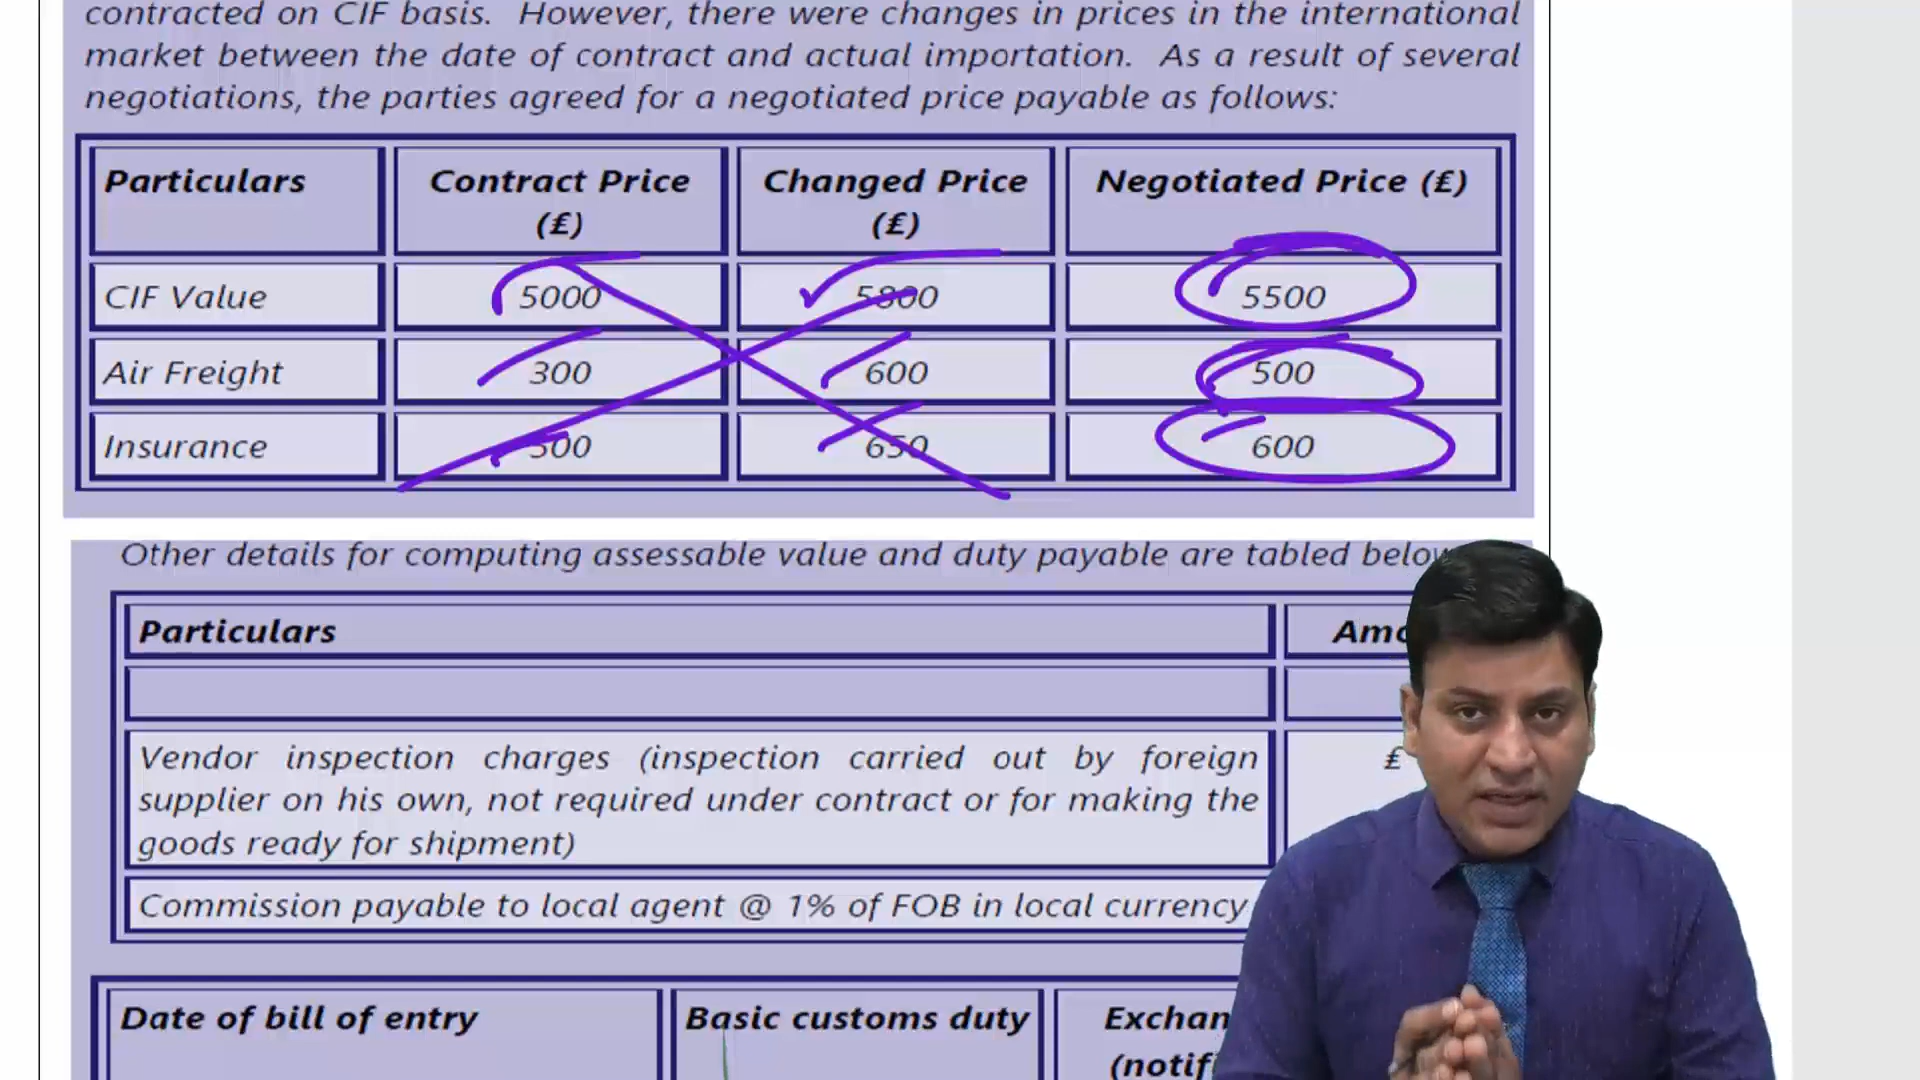 contracted on CIF basis. However, there were changes in prices in the international
market between the date of contract and actual importation. As a result of several
negotiations, the parties agreed for a negotiated price payable as follows:
Particulars Contract Price (£) Changed Price (£) Negotiated Price (£)
CIF Value 5000 5800 5500
Air Freight 300 600 500
Insurance 500 650 600
Other details for computing assessable value and duty payable are tabled below
Particulars
Vendor inspection charges (inspection carried out by foreign £
supplier on his own, not required under contract or for making the
goods ready for shipment)
Commission payable to local agent @ 1% of FOB in local currency
Date of bill of entry Basic customs duty